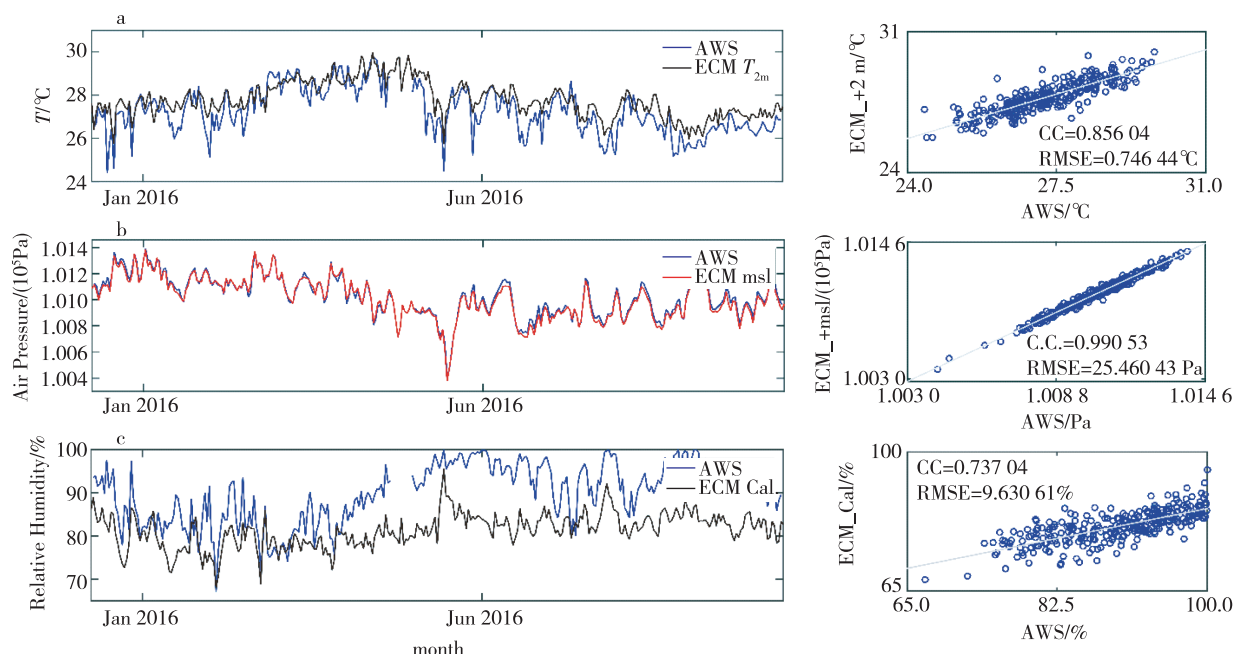 a
T/℃
30
28
26
24
AWS
ECM T2m
Jan 2016
Jun 2016
ECM_+2 m/℃
31
24
CC=0.856 04
RMSE=0.746 44℃
24.0
27.5
31.0
AWS/℃
b
Air Pressure/(10⁵Pa)
1.014
1.012
1.010
1.008
1.006
1.004
AWS
ECM msl
Jan 2016
Jun 2016
ECM_+msl/(10⁵Pa)
1.014 6
1.003 0
C.C.=0.990 53
RMSE=25.460 43 Pa
1.003 0
1.008 8
1.014 6
AWS/Pa
c
Relative Humidity/%
100
90
80
70
AWS
ECM Cal.
Jan 2016
Jun 2016
month
ECM_Cal/%
100
65
CC=0.737 04
RMSE=9.630 61%
65.0
82.5
100.0
AWS/%